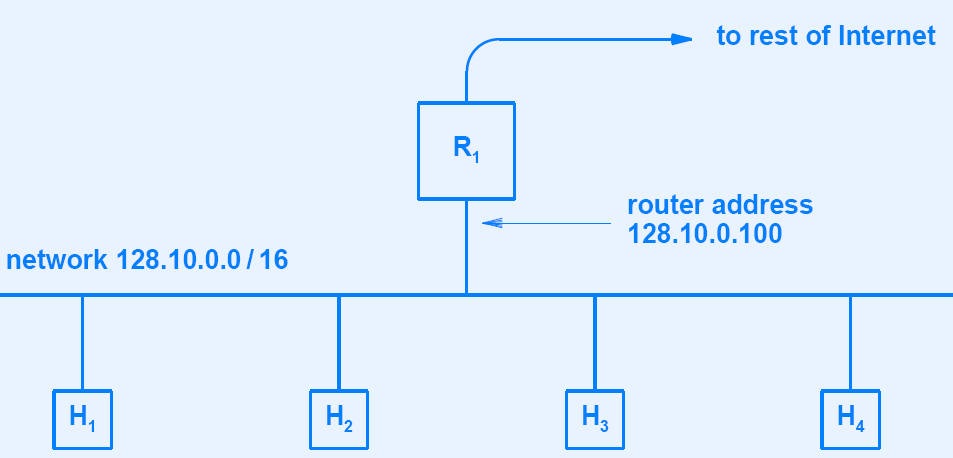 to rest of Internet
R₁
router address
128.10.0.100
network 128.10.0.0 / 16
H₁
H₂
H₃
H₄